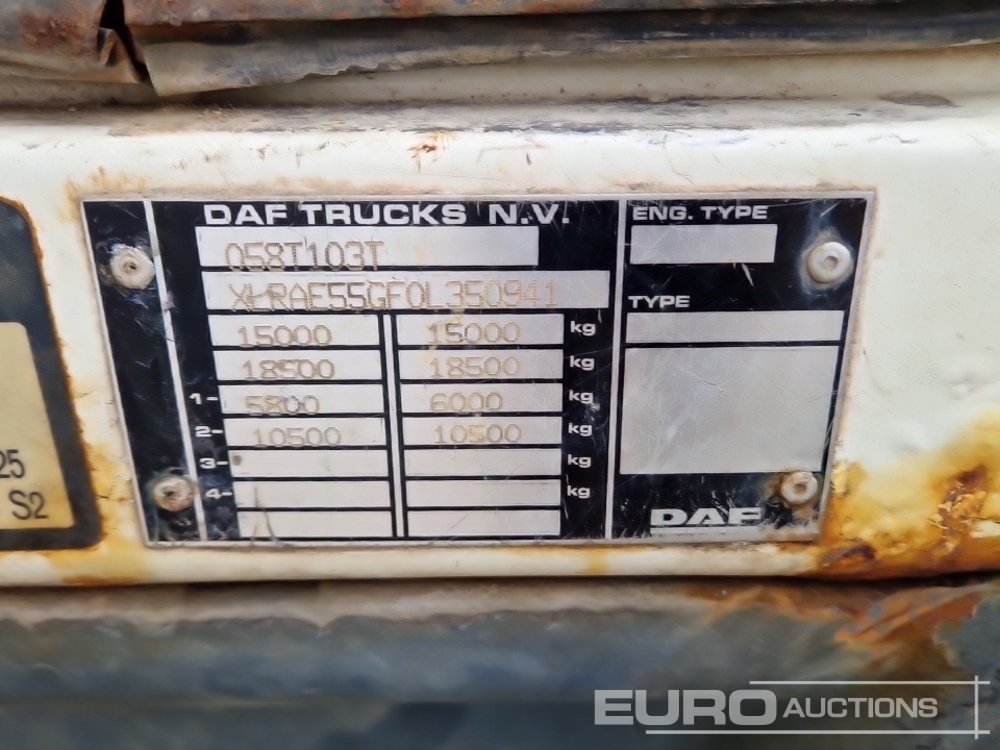 DAF TRUCKS N.V.
Q58T103T
XLRAE55GF0L350941
15000 15000 kg
18500 18500 kg
1- 5800 6000 kg
2- 10500 10500 kg
3- kg
4- kg
ENG. TYPE
TYPE
DAF
25
S2
EURO AUCTIONS